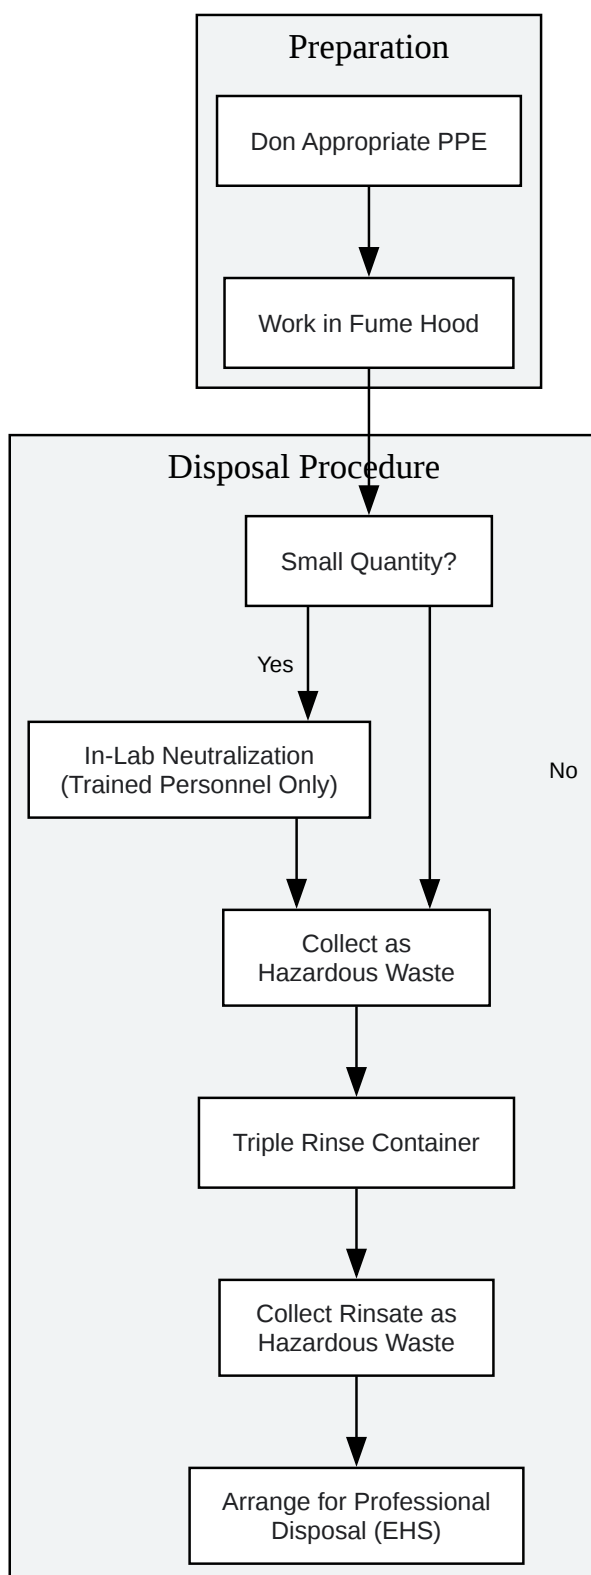 Preparation
Don Appropriate PPE
Work in Fume Hood
Disposal Procedure
Small Quantity?
Yes
In-Lab Neutralization
(Trained Personnel Only)
No
Collect as
Hazardous Waste
Triple Rinse Container
Collect Rinsate as
Hazardous Waste
Arrange for Professional
Disposal (EHS)